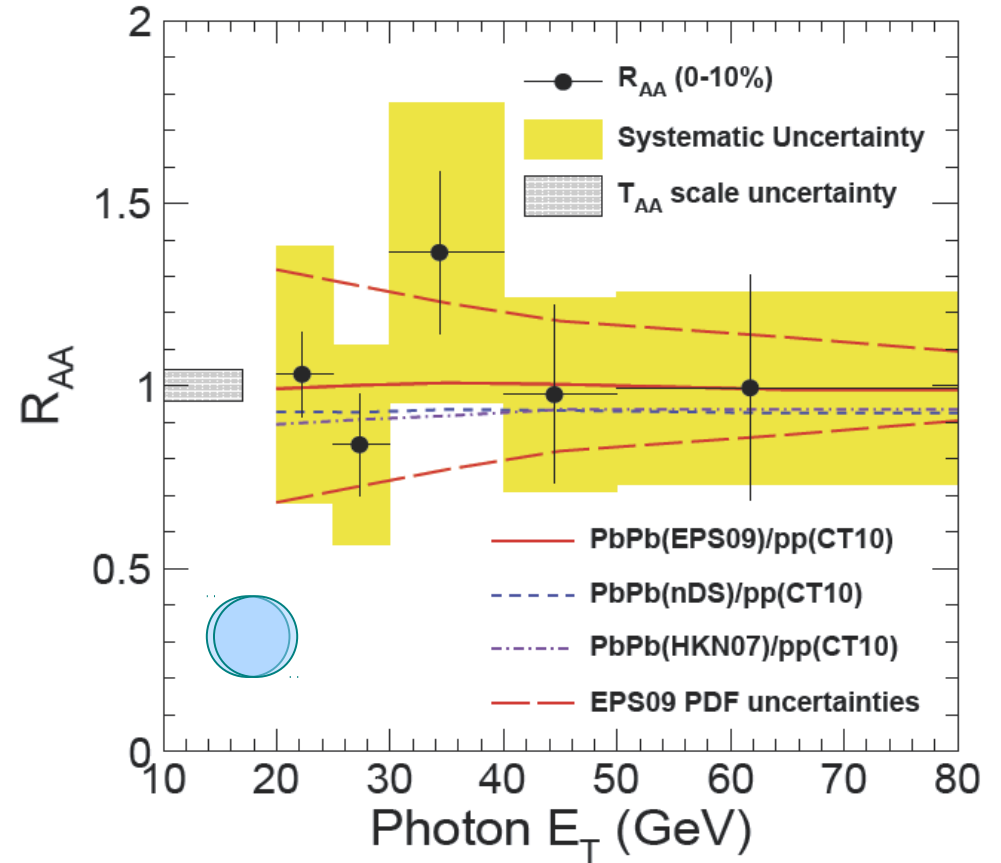 2
1.5
1
0.5
0
R_AA
R_AA (0-10%)
Systematic Uncertainty
T_AA scale uncertainty
PbPb(EPS09)/pp(CT10)
PbPb(nDS)/pp(CT10)
PbPb(HKN07)/pp(CT10)
EPS09 PDF uncertainties
10 20 30 40 50 60 70 80
Photon E_T (GeV)